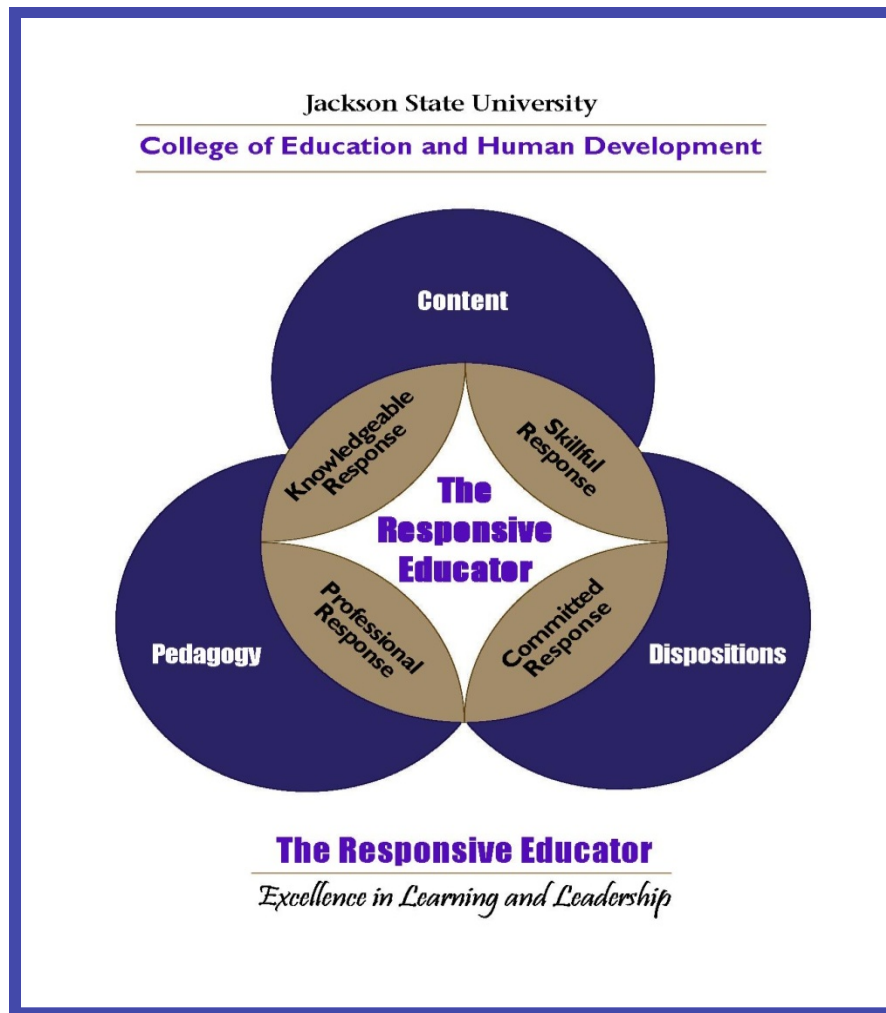 Jackson State University
College of Education and Human Development
Content
Knowledgeable
Response
Skillful
Response
The
Responsive
Educator
Professional
Response
Committed
Response
Pedagogy
Dispositions
The Responsive Educator
Excellence in Learning and Leadership